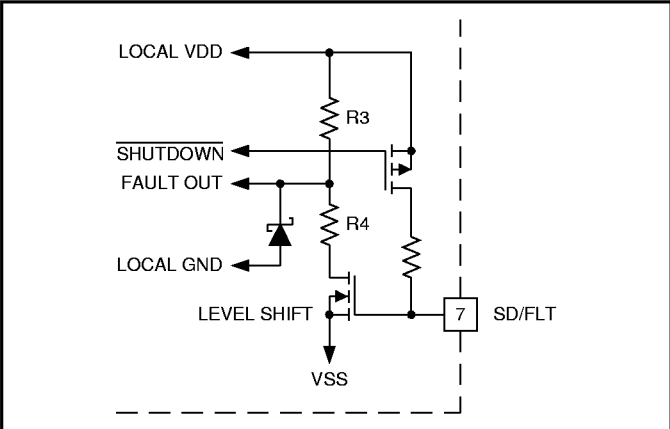 LOCAL VDD
R3
SHUTDOWN
FAULT OUT
R4
LOCAL GND
LEVEL SHIFT
7 SD/FLT
VSS